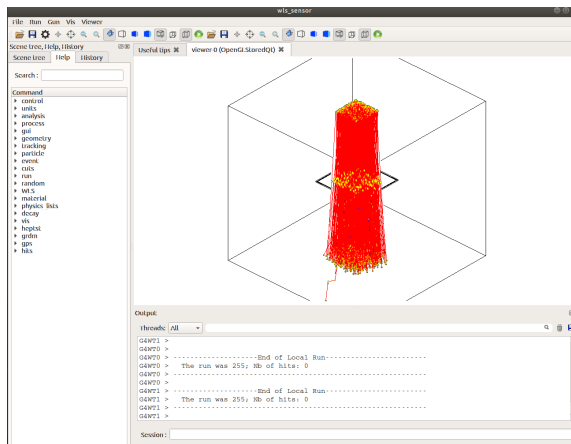 wls_sensor
File Run Gun Vis Viewer
Scene tree, Help, History
Scene tree Help History
Search :
Command
control
units
analysis
process
gui
geometry
tracking
particle
event
cuts
run
random
WLS
material
physics_lists
decay
vis
heptst
grdm
gps
hits
Useful tips
viewer-0 (OpenGLStoredQt)
Output
Threads: All
G4WT1 >
G4WT0 >
G4WT0 > --------------------End of Local Run------------------------
G4WT0 >   The run was 255; Nb of hits: 0
G4WT0 > ------------------------------------------------------------
G4WT0 >
G4WT1 > --------------------End of Local Run------------------------
G4WT1 >   The run was 255; Nb of hits: 0
G4WT1 > ------------------------------------------------------------
G4WT1 >
Session :